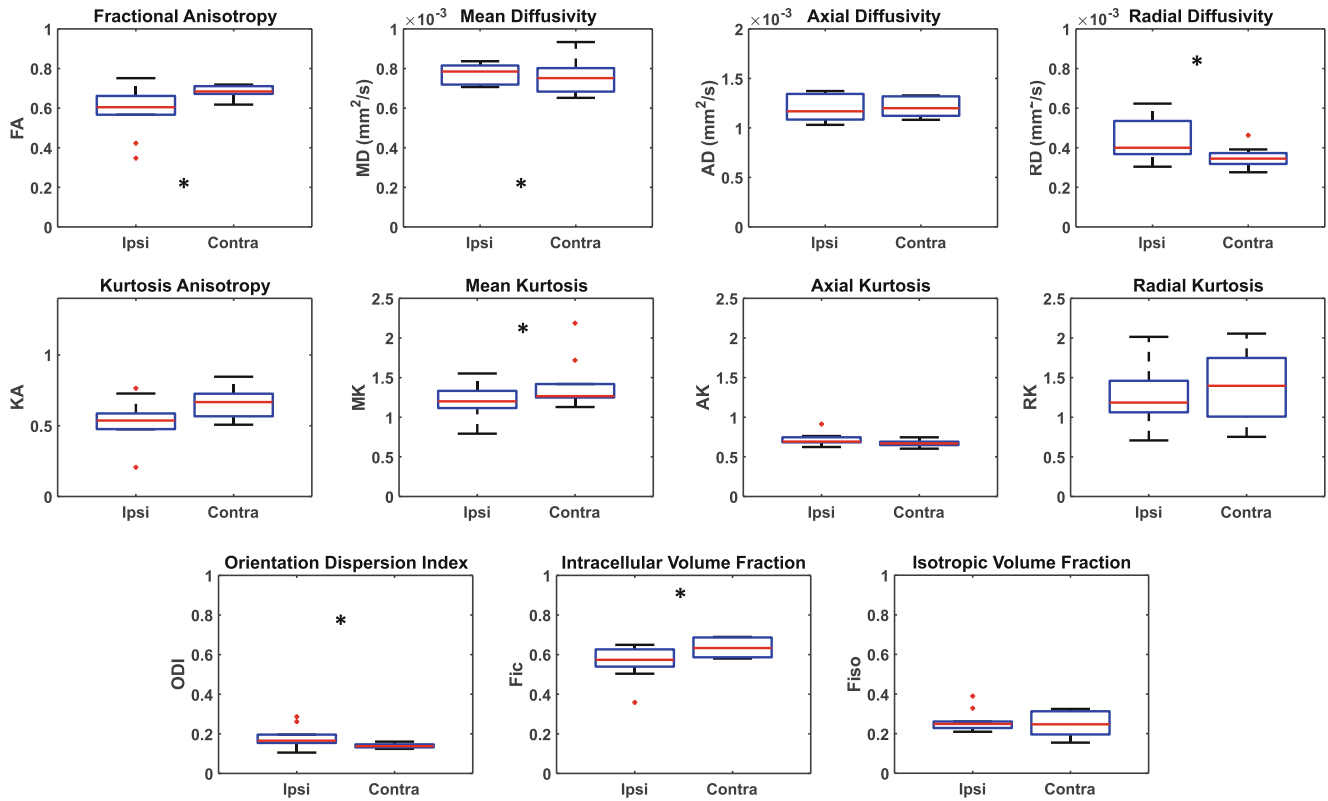 Fractional Anisotropy
Mean Diffusivity
Axial Diffusivity
Radial Diffusivity
×10-3
×10-3
×10-3
1
0.8
0.6
0.4
0.2
0
FA
*
Ipsi
Contra
1
0.8
0.6
0.4
0.2
0
MD (mm2/s)
*
Ipsi
Contra
2
1.5
1
0.5
0
AD (mm2/s)
Ipsi
Contra
1
0.8
0.6
0.4
0.2
0
RD (mm2/s)
*
Ipsi
Contra
Kurtosis Anisotropy
1
0.5
0
KA
Ipsi
Contra
Mean Kurtosis
2.5
2
1.5
1
0.5
0
MK
*
Ipsi
Contra
Axial Kurtosis
2.5
2
1.5
1
0.5
0
AK
Ipsi
Contra
Radial Kurtosis
2.5
2
1.5
1
0.5
0
RK
Ipsi
Contra
Orientation Dispersion Index
1
0.8
0.6
0.4
0.2
0
ODI
*
Ipsi
Contra
Intracellular Volume Fraction
1
0.8
0.6
0.4
0.2
0
Fic
*
Ipsi
Contra
Isotropic Volume Fraction
1
0.8
0.6
0.4
0.2
0
Fiso
Ipsi
Contra